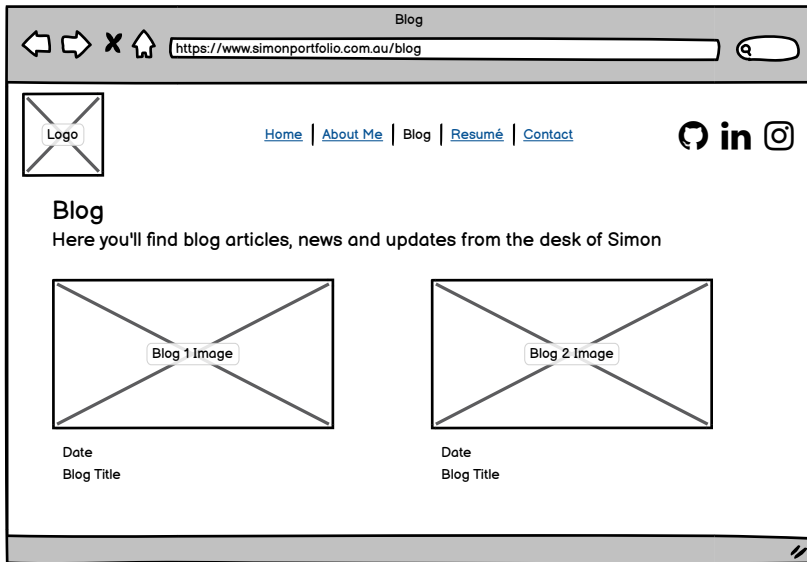 Blog
https://www.simonportfolio.com.au/blog
Logo
Home About Me Blog Resumé Contact
in
Blog
Here you'll find blog articles, news and updates from the desk of Simon
Blog 1 Image
Blog 2 Image
Date
Blog Title
Date
Blog Title